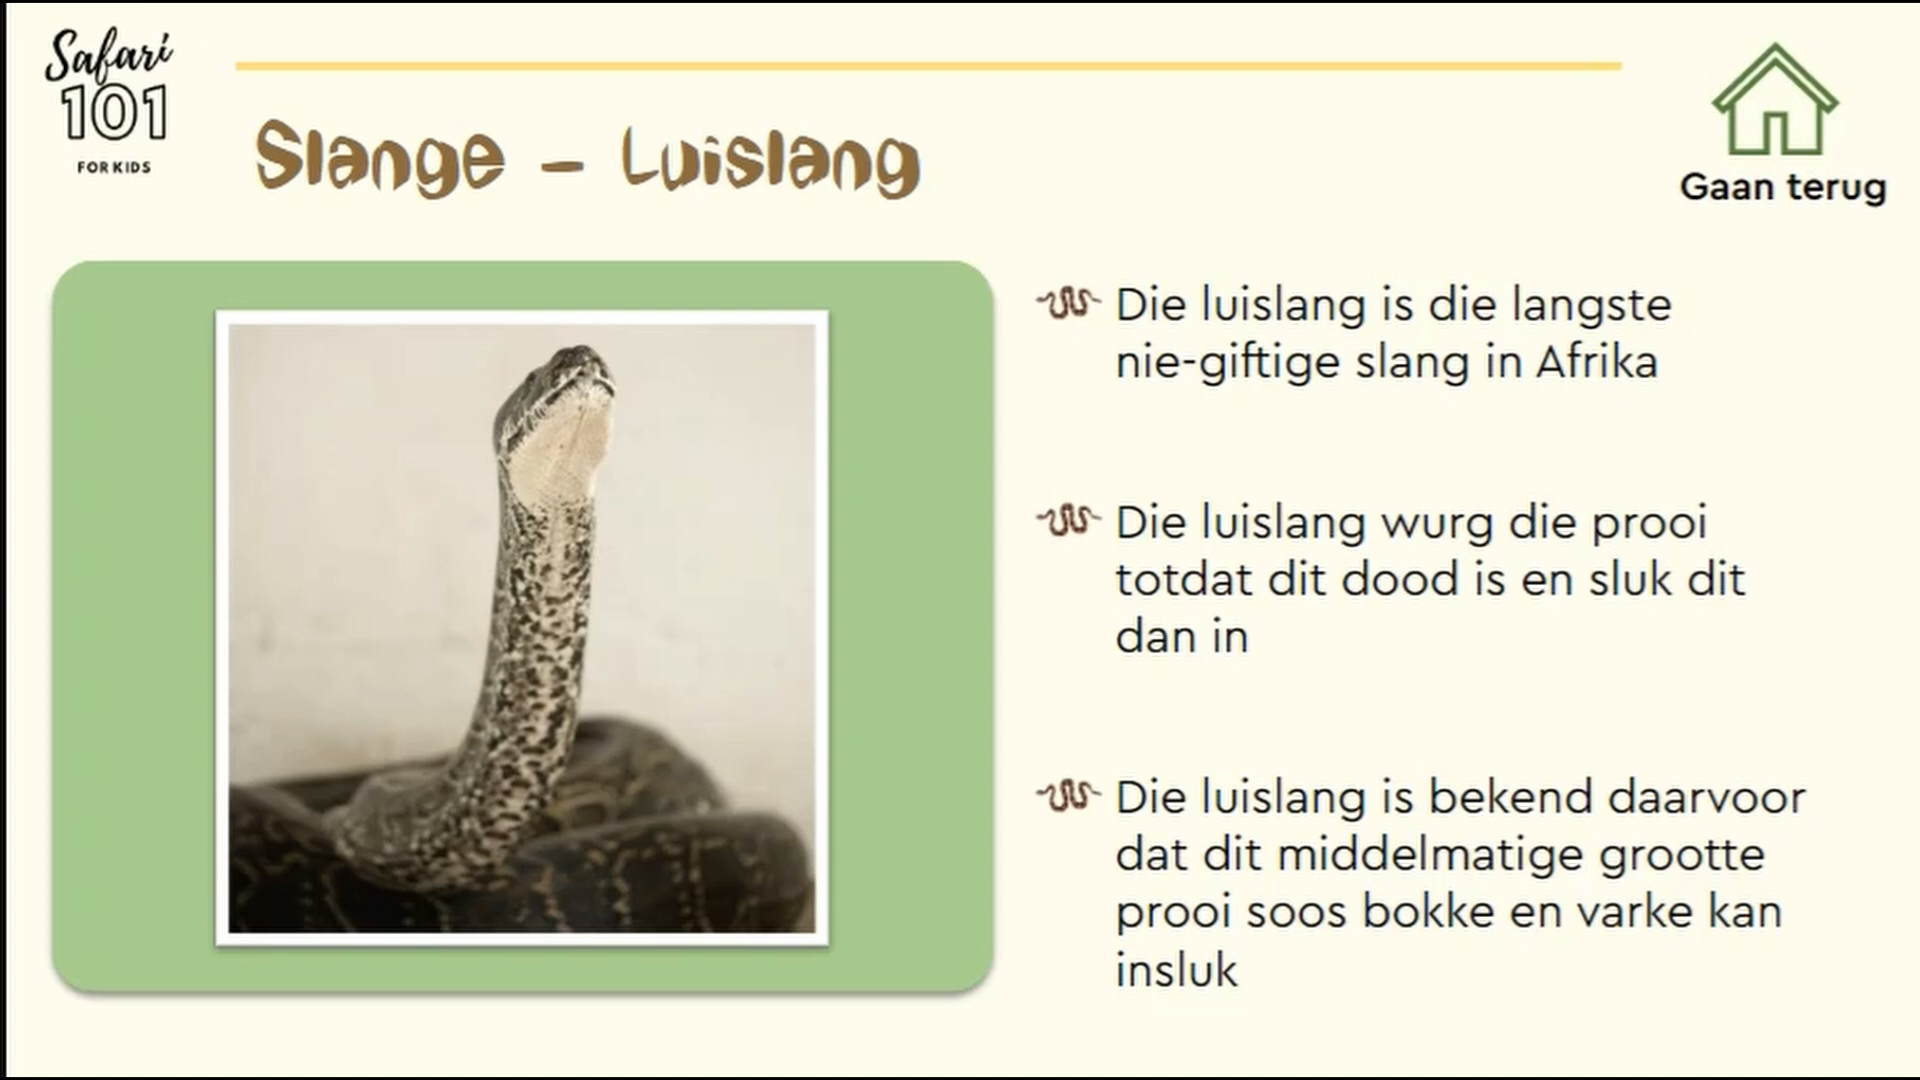 Safari
101
FOR KIDS
Slange - Luislang
Gaan terug
Die luislang is die langste
nie-giftige slang in Afrika
Die luislang wurg die prooi
totdat dit dood is en sluk dit
dan in
Die luislang is bekend daarvoor
dat dit middelmatige grootte
prooi soos bokke en varke kan
insluk